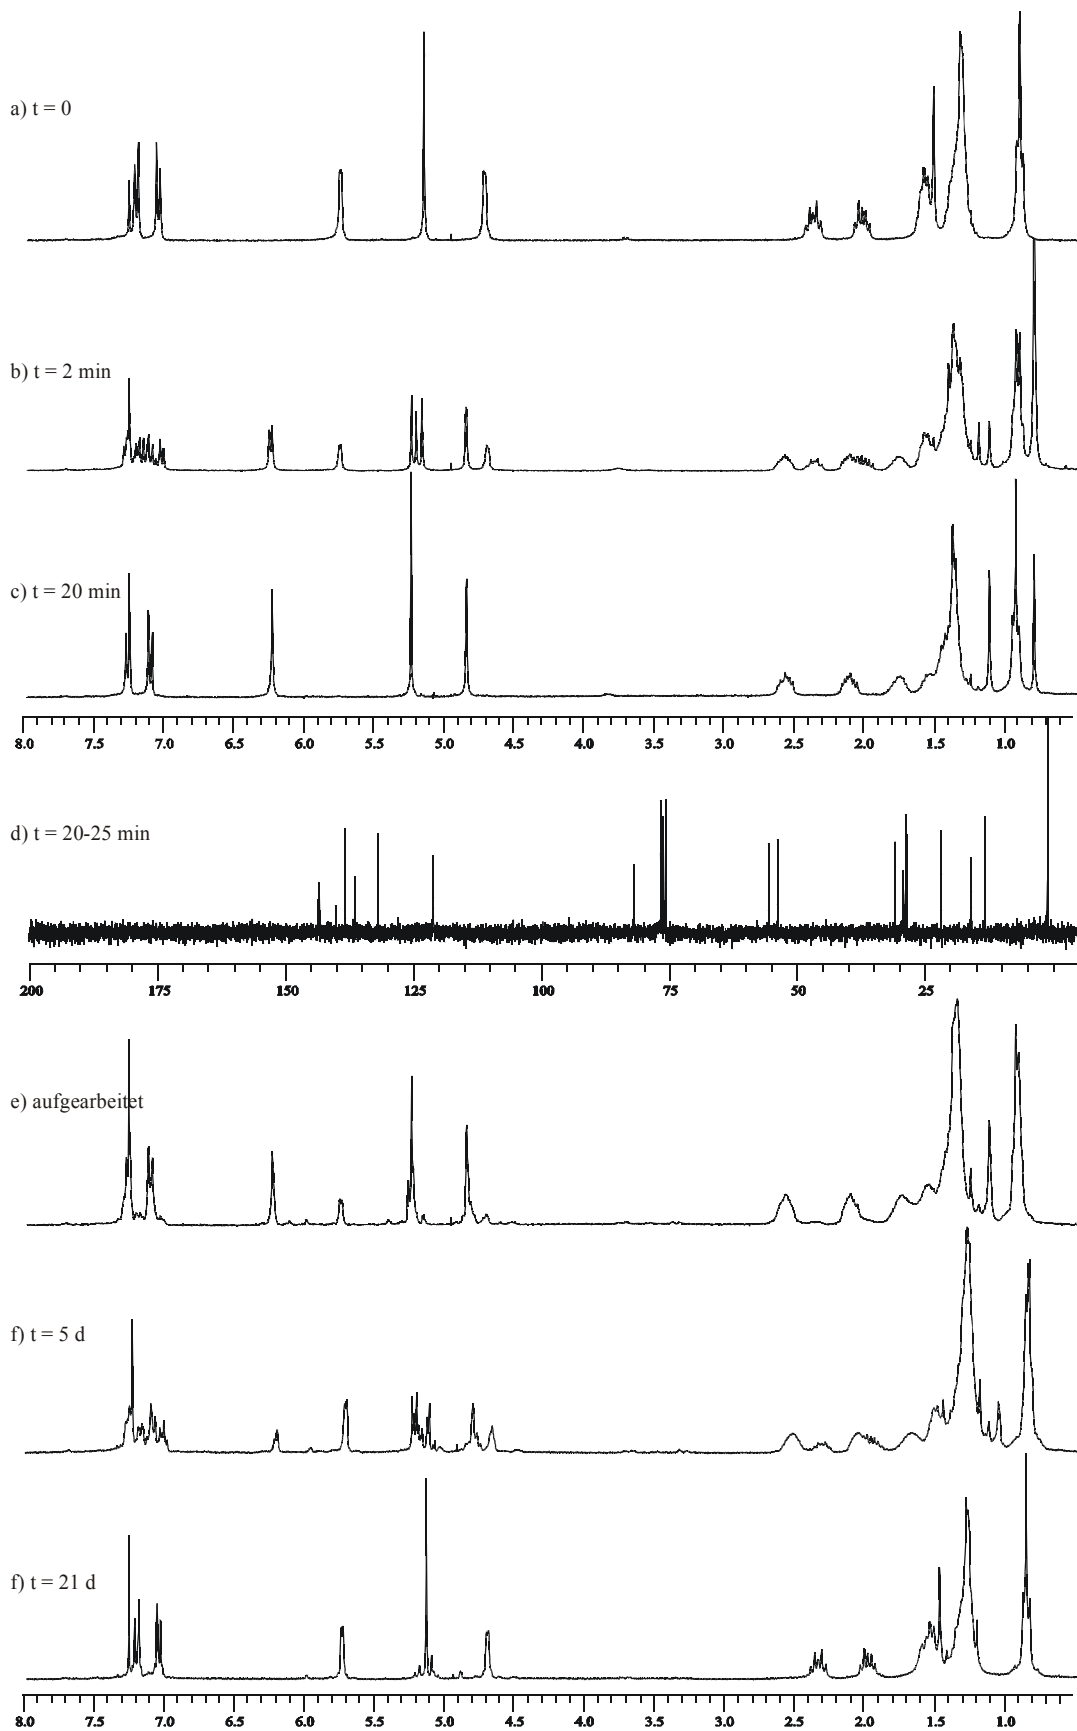 a) t = 0
b) t = 2 min
c) t = 20 min
8.0 7.5 7.0 6.5 6.0 5.5 5.0 4.5 4.0 3.5 3.0 2.5 2.0 1.5 1.0
d) t = 20-25 min
200 175 150 125 100 75 50 25
e) aufgearbeitet
f) t = 5 d
f) t = 21 d
8.0 7.5 7.0 6.5 6.0 5.5 5.0 4.5 4.0 3.5 3.0 2.5 2.0 1.5 1.0